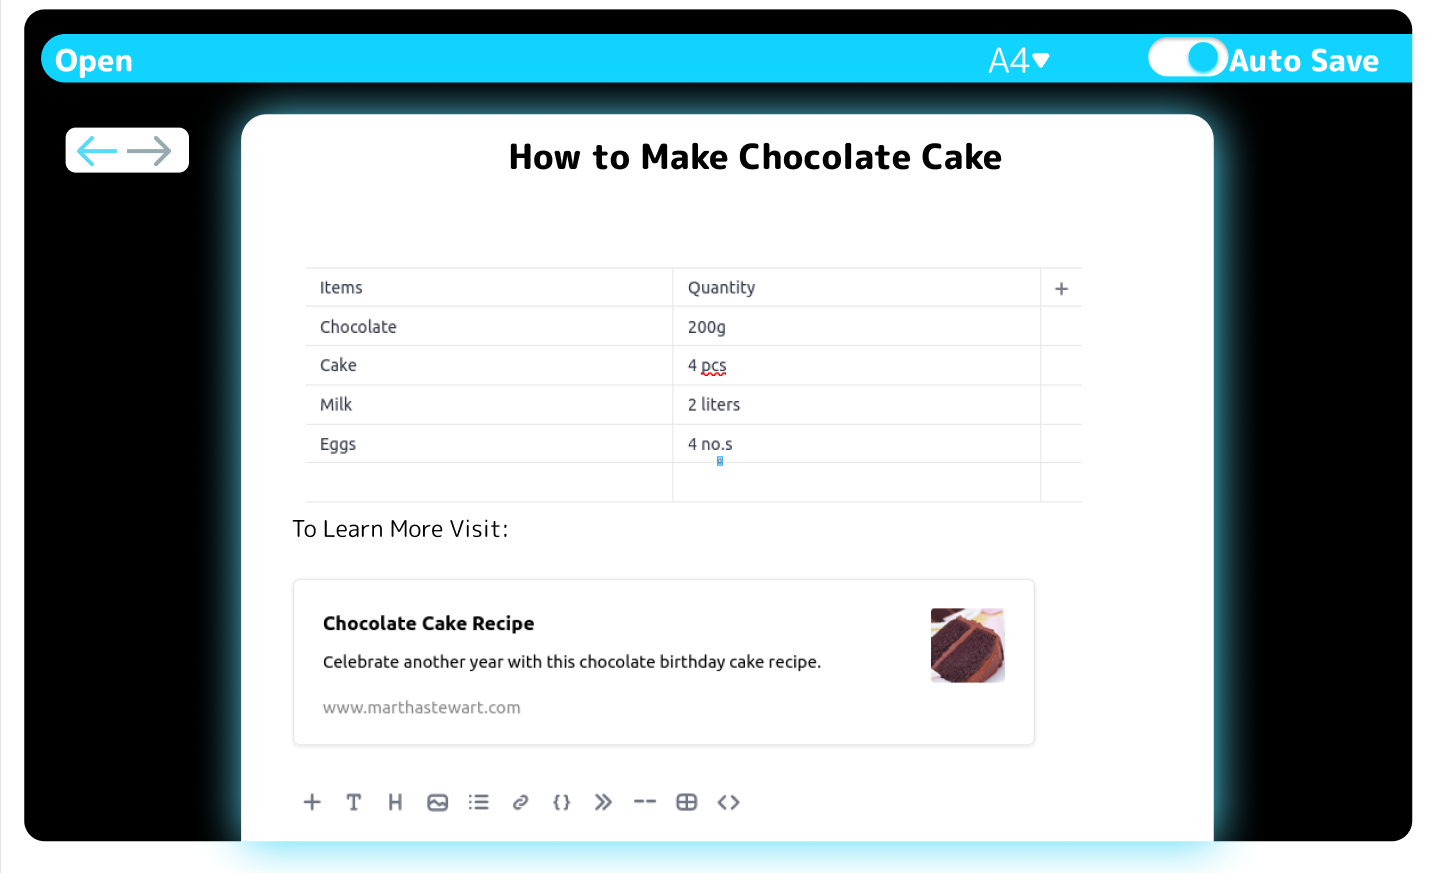 Open A4 Auto Save
How to Make Chocolate Cake
Items Quantity
Chocolate 200g
Cake 4 pcs
Milk 2 liters
Eggs 4 no.s
To Learn More Visit:
Chocolate Cake Recipe
Celebrate another year with this chocolate birthday cake recipe.
www.marthastewart.com